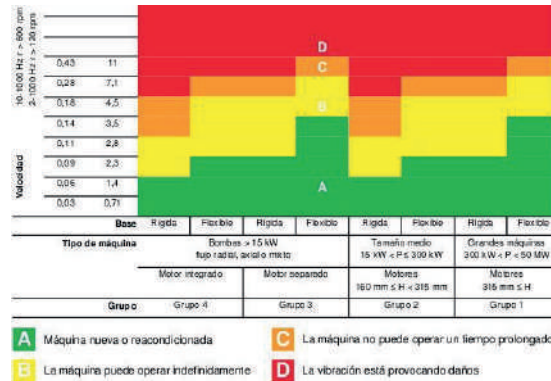 10-1000 Hz r > 600 rpm
2-1000 Hz r > 120 rpm
Velocidad
D
0,43 11 C
0,28 7,1
0,18 4,5 B
0,14 3,5
0,11 2,8
0,09 2,3
0,06 1,4 A
0,03 0,71
Base Rígida Flexible Rígida Flexible Rígida Flexible Rígida Flexible
Tipo de máquina Bombas > 15 kW Tamaño medio Grandes máquinas
flujo radial, axial o mixto 15 kW < P ≤ 300 kW 300 kW < P < 50 MW
Motor integrado Motor separado Motores Motores
160 mm ≤ H < 315 mm 315 mm ≤ H
Grupo Grupo 4 Grupo 3 Grupo 2 Grupo 1
A Máquina nueva o reacondicionada
C La máquina no puede operar un tiempo prolongado
B La máquina puede operar indefinidamente
D La vibración está provocando daños